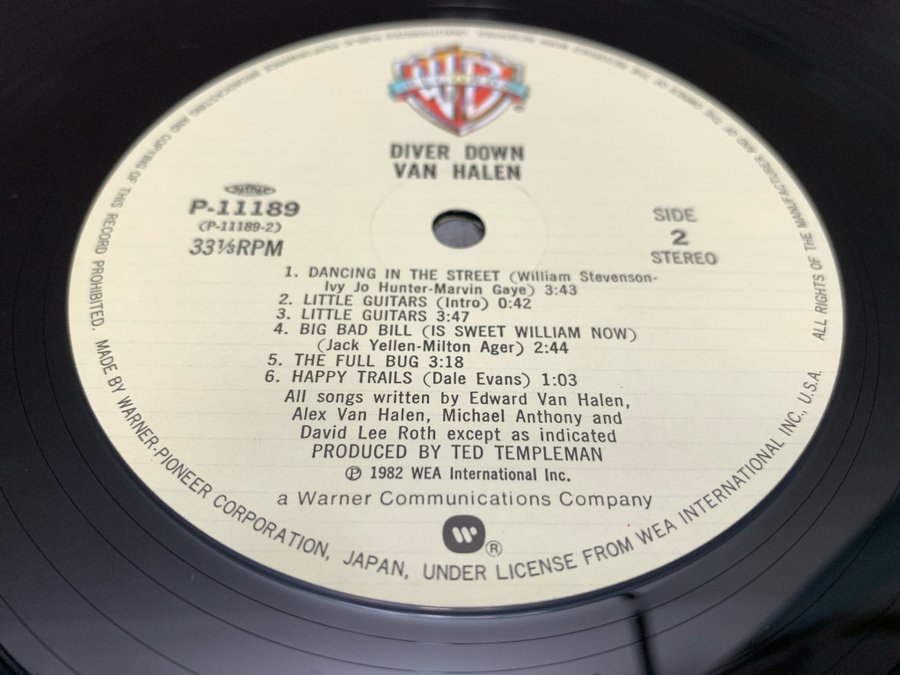 WB
DIVER DOWN
VAN HALEN
P-11189
(P-11189-2)
33⅓RPM
SIDE
2
STEREO
1. DANCING IN THE STREET (William Stevenson-
Ivy Jo Hunter-Marvin Gaye) 3:43
2. LITTLE GUITARS (Intro) 0:42
3. LITTLE GUITARS 3:47
4. BIG BAD BILL (IS SWEET WILLIAM NOW)
(Jack Yellen-Milton Ager) 2:44
5. THE FULL BUG 3:18
6. HAPPY TRAILS (Dale Evans) 1:03
All songs written by Edward Van Halen,
Alex Van Halen, Michael Anthony and
David Lee Roth except as indicated
PRODUCED BY TED TEMPLEMAN
℗ 1982 WEA International Inc.
a Warner Communications Company
®
MADE BY WARNER-PIONEER CORPORATION, JAPAN, UNDER LICENSE FROM WEA INTERNATIONAL INC., U.S.A.
ALL RIGHTS OF THE MANUFACTURER AND OF THE OWNER OF THE RECORDED WORK RESERVED. BROADCASTING AND COPYING OF THIS RECORD PROHIBITED.